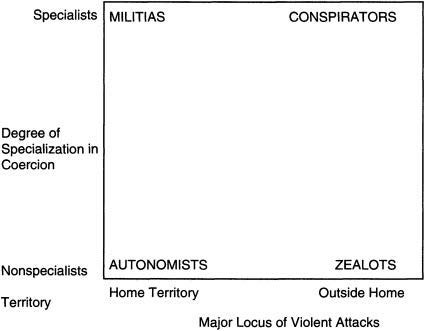 Specialists
MILITIAS
CONSPIRATORS
Degree of
Specialization in
Coercion
AUTONOMISTS
ZEALOTS
Nonspecialists
Home Territory
Outside Home
Territory
Major Locus of Violent Attacks